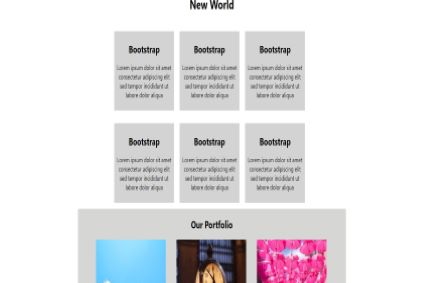 New World
Bootstrap
Lorem ipsum dolor sit amet
consectetur adipiscing elit
sed tempor incididunt ut
labore dolor aliqua
Bootstrap
Lorem ipsum dolor sit amet
consectetur adipiscing elit
sed tempor incididunt ut
labore dolor aliqua
Bootstrap
Lorem ipsum dolor sit amet
consectetur adipiscing elit
sed tempor incididunt ut
labore dolor aliqua
Bootstrap
Lorem ipsum dolor sit amet
consectetur adipiscing elit
sed tempor incididunt ut
labore dolor aliqua
Bootstrap
Lorem ipsum dolor sit amet
consectetur adipiscing elit
sed tempor incididunt ut
labore dolor aliqua
Bootstrap
Lorem ipsum dolor sit amet
consectetur adipiscing elit
sed tempor incididunt ut
labore dolor aliqua
Our Portfolio